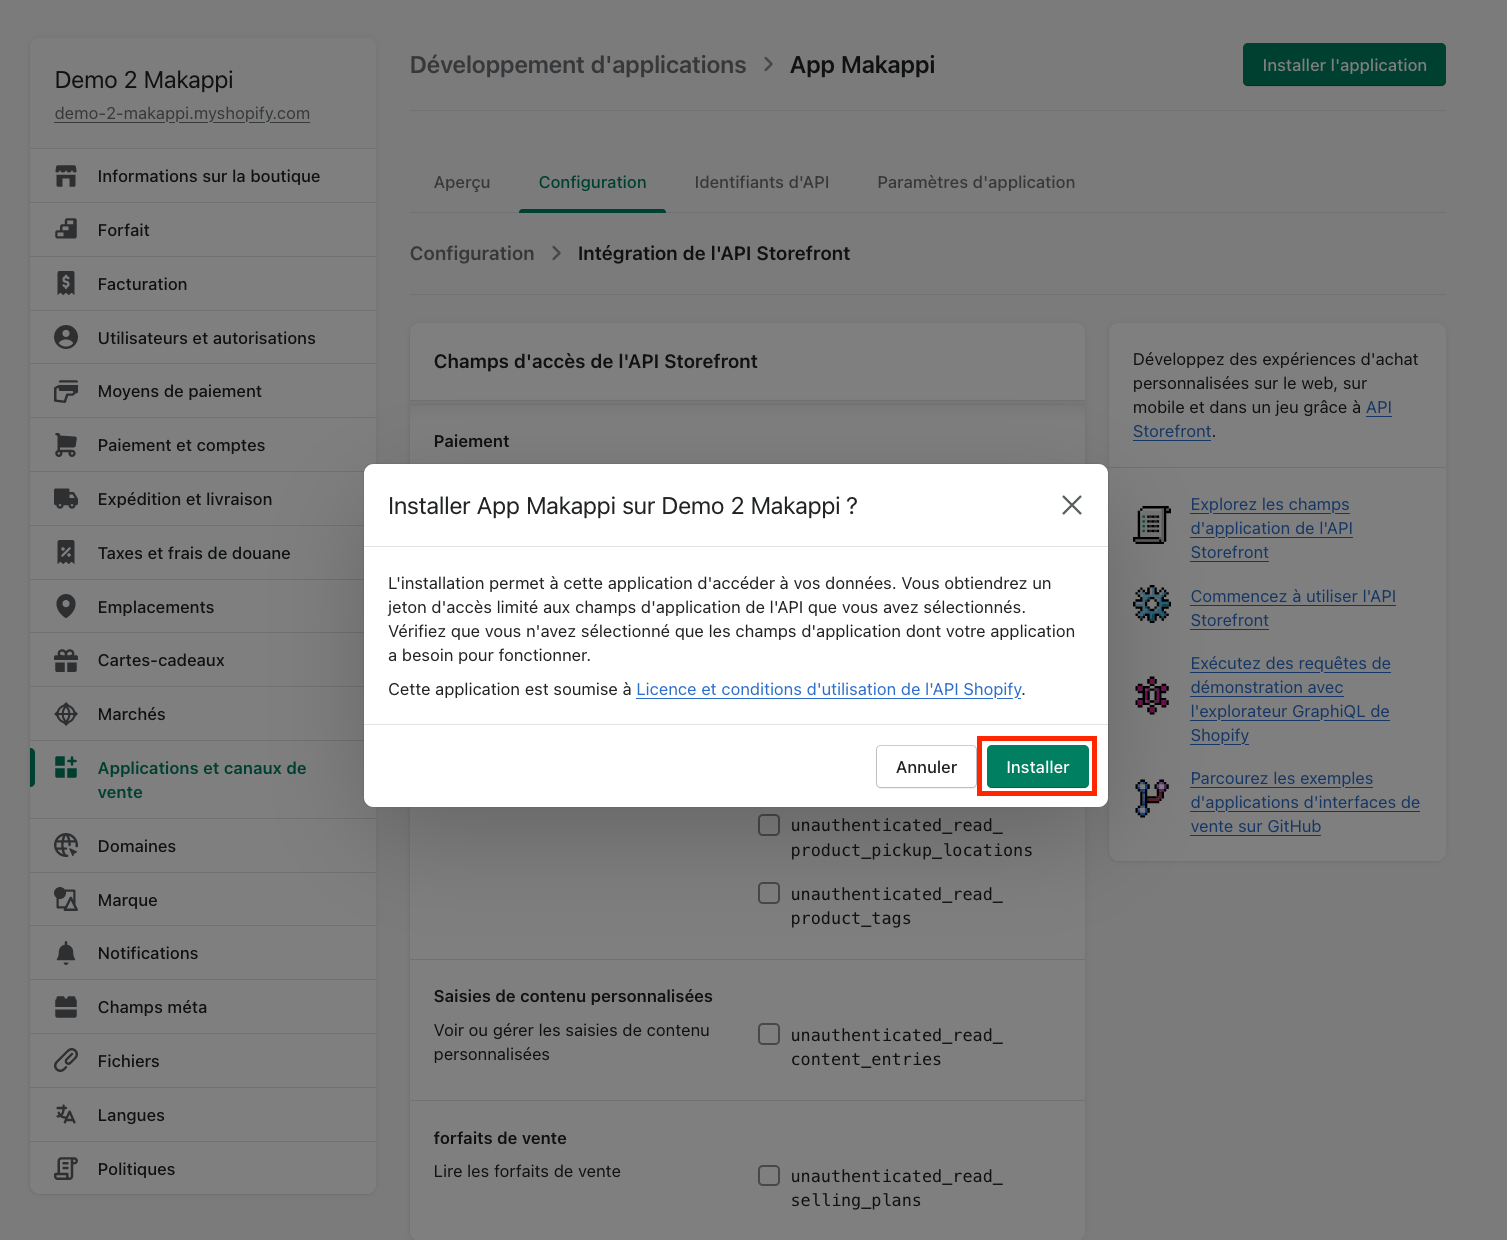 Demo 2 Makappi
demo-2-makappi.myshopify.com
Informations sur la boutique
Forfait
Facturation
Utilisateurs et autorisations
Moyens de paiement
Paiement et comptes
Expédition et livraison
Taxes et frais de douane
Emplacements
Cartes-cadeaux
Marchés
Applications et canaux de
vente
Domaines
Marque
Notifications
Champs méta
Fichiers
Langues
Politiques
Développement d'applications
App Makappi
Installer l'application
Aperçu
Configuration
Identifiants d'API
Paramètres d'application
Configuration
Intégration de l'API Storefront
Champs d'accès de l'API Storefront
Paiement
Installer App Makappi sur Demo 2 Makappi ?
L'installation permet à cette application d'accéder à vos données. Vous obtiendrez un
jeton d'accès limité aux champs d'application de l'API que vous avez sélectionnés.
Vérifiez que vous n'avez sélectionné que les champs d'application dont votre application
a besoin pour fonctionner.
Cette application est soumise à Licence et conditions d'utilisation de l'API Shopify.
Annuler
Installer
unauthenticated_read_
product_pickup_locations
unauthenticated_read_
product_tags
Saisies de contenu personnalisées
Voir ou gérer les saisies de contenu
personnalisées
unauthenticated_read_
content_entries
forfaits de vente
Lire les forfaits de vente
unauthenticated_read_
selling_plans
Développez des expériences d'achat
personnalisées sur le web, sur
mobile et dans un jeu grâce à API
Storefront.
Explorez les champs
d'application de l'API
Storefront
Commencez à utiliser l'API
Storefront
Exécutez des requêtes de
démonstration avec
l'explorateur GraphiQL de
Shopify
Parcourez les exemples
d'applications d'interfaces de
vente sur GitHub